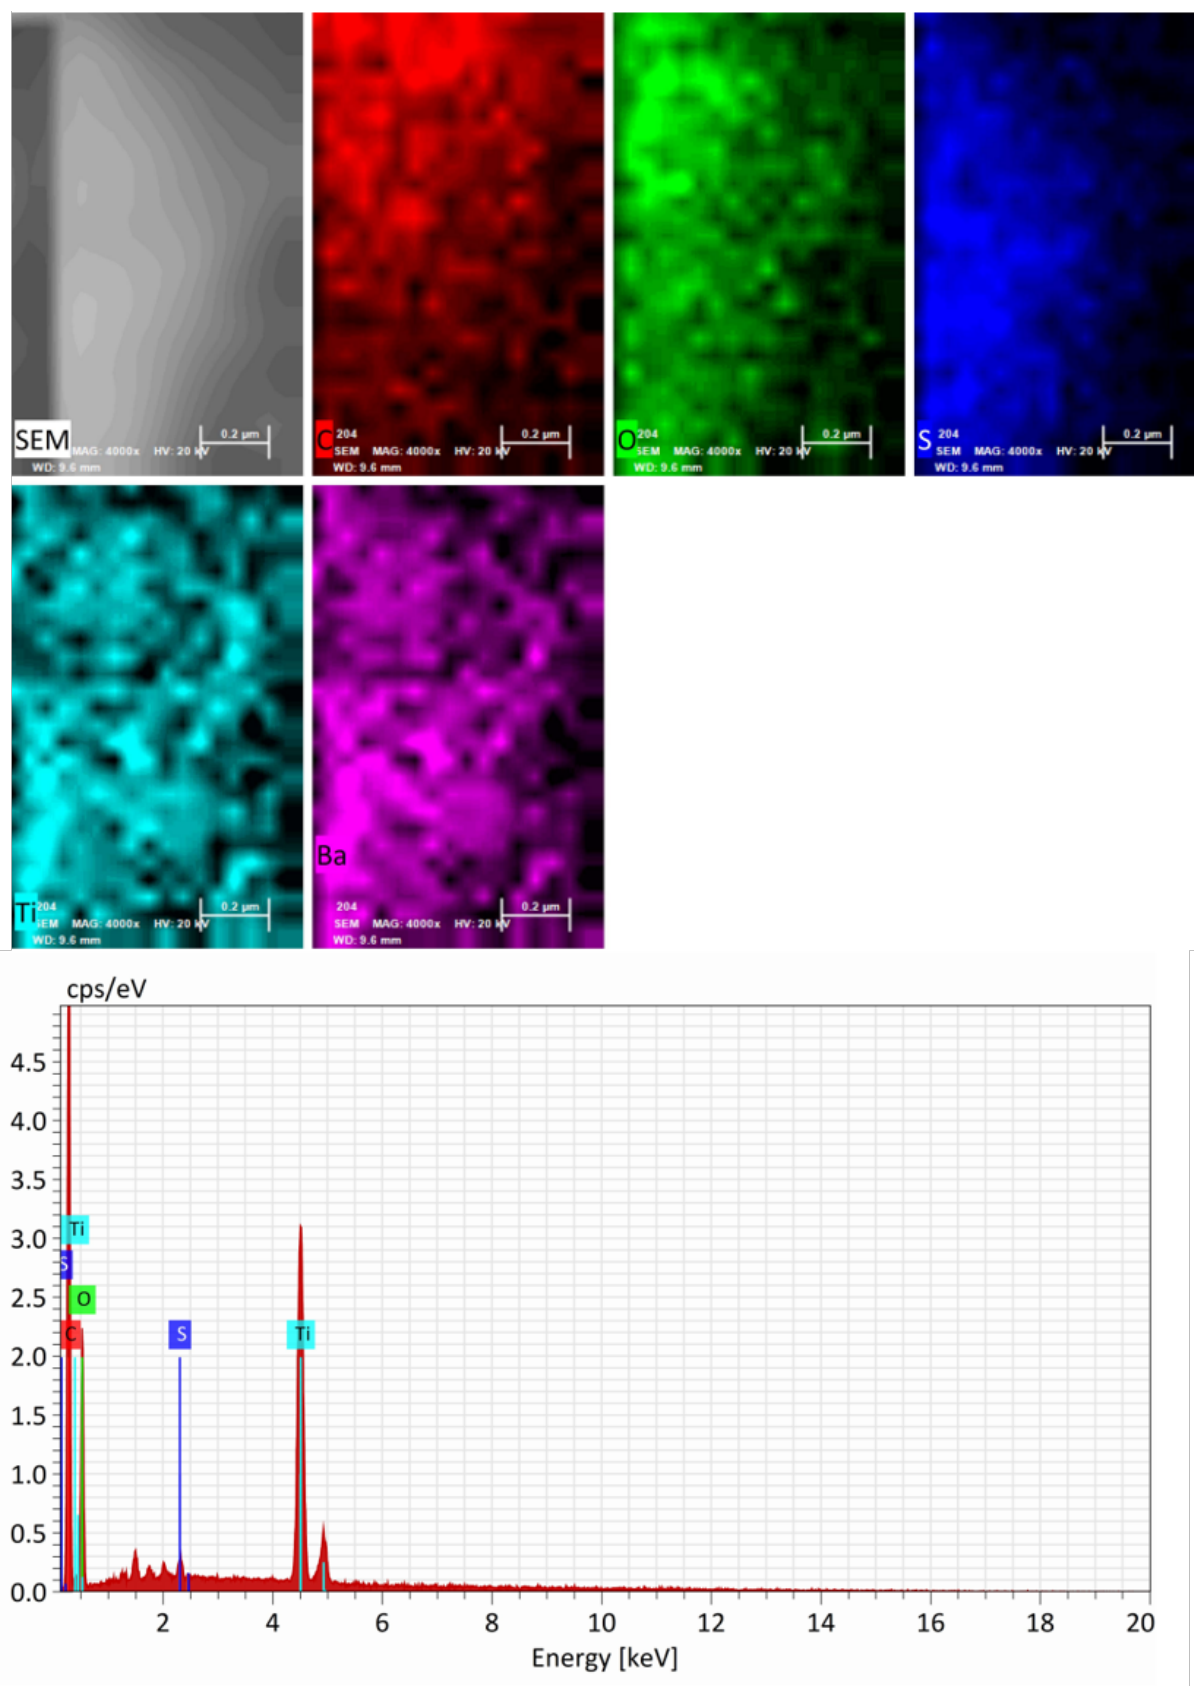 SEM
MAG: 4000x HV: 20 kV
WD: 9.6 mm
0.2 µm
C
204
SEM MAG: 4000x HV: 20 kV
WD: 9.6 mm
0.2 µm
O
204
SEM MAG: 4000x HV: 20 kV
WD: 9.6 mm
0.2 µm
S
204
SEM MAG: 4000x HV: 20 kV
WD: 9.6 mm
0.2 µm
Ti
204
SEM MAG: 4000x HV: 20 kV
WD: 9.6 mm
0.2 µm
Ba
204
SEM MAG: 4000x HV: 20 kV
WD: 9.6 mm
0.2 µm
cps/eV
4.5
4.0
3.5
3.0
2.5
2.0
1.5
1.0
0.5
0.0
Ti
S
O
C
S
Ti
2 4 6 8 10 12 14 16 18 20
Energy [keV]